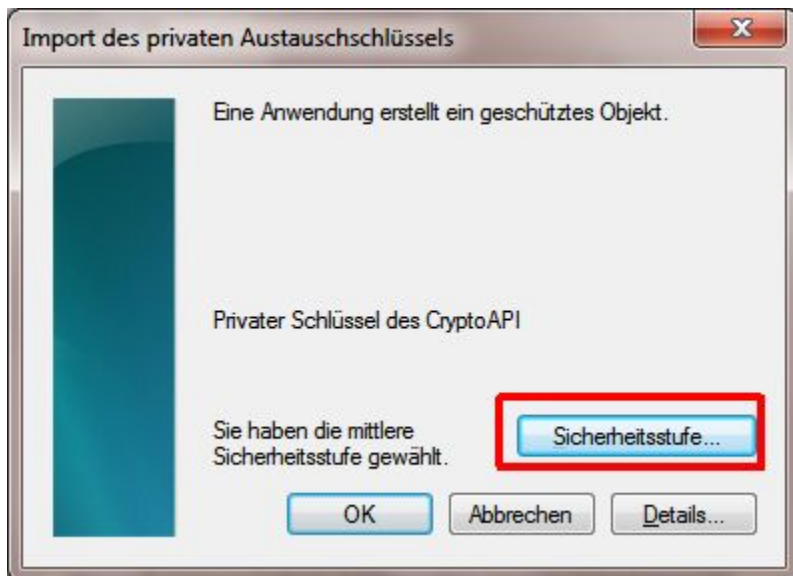 Import des privaten Austauschschlüssels
Eine Anwendung erstellt ein geschütztes Objekt.
Privater Schlüssel des CryptoAPI
Sie haben die mittlere
Sicherheitsstufe gewählt.
Sicherheitsstufe...
OK
Abbrechen
Details...